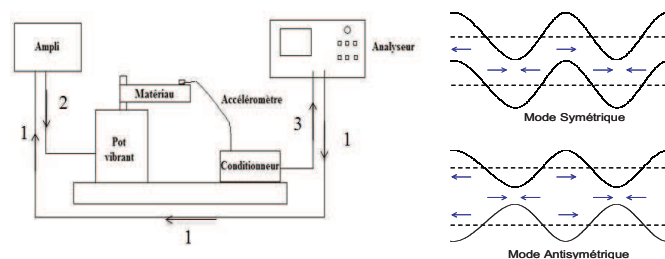 Ampli
Analyseur
Matériau
Accéléromètre
2
1
3
1
Pot
vibrant
Conditionneur
1
Mode Symétrique
Mode Antisymétrique